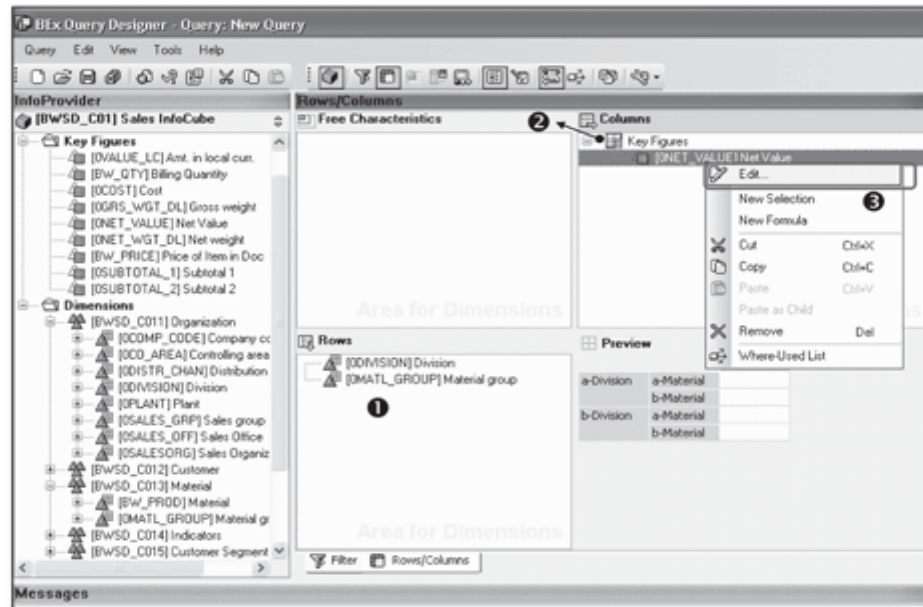 BEx Query Designer - Query: New Query
Query Edit View Tools Help
InfoProvider
[BWSD_C01] Sales InfoCube
Key Figures
[0VALUE_LC] Amt. in local curr.
[BW_QTY] Billing Quantity
[0COST] Cost
[0GRS_WGT_DL] Gross weight
[0NET_VALUE] Net Value
[0NET_WGT_DL] Net weight
[BW_PRICE] Price of Item in Doc
[0SUBTOTAL_1] Subtotal 1
[0SUBTOTAL_2] Subtotal 2
Dimensions
[BWSD_C011] Organization
[0COMP_CODE] Company cc
[0CO_AREA] Controlling area
[0DISTR_CHAN] Distribution
[0DIVISION] Division
[0PLANT] Plant
[0SALES_GRP] Sales group
[0SALES_OFF] Sales Office
[0SALESORG] Sales Organiz
[BWSD_C012] Customer
[BWSD_C013] Material
[BW_PROD] Material
[0MATL_GROUP] Material gr
[BWSD_C014] Indicators
[BWSD_C015] Customer Segment
Rows/Columns
Free Characteristics
Area for Dimensions
2
Columns
Key Figures
[0NET_VALUE] Net Value
Edit...
3
New Selection
New Formula
Cut Ctrl+X
Copy Ctrl+C
Paste Ctrl+V
Paste as Child
Remove Del
Where-Used List
ns
Rows
[0DIVISION] Division
[0MATL_GROUP] Material group
1
Area for Dimensions
Preview
a-Division a-Material
b-Material
b-Division a-Material
b-Material
Filter Rows/Columns
Messages